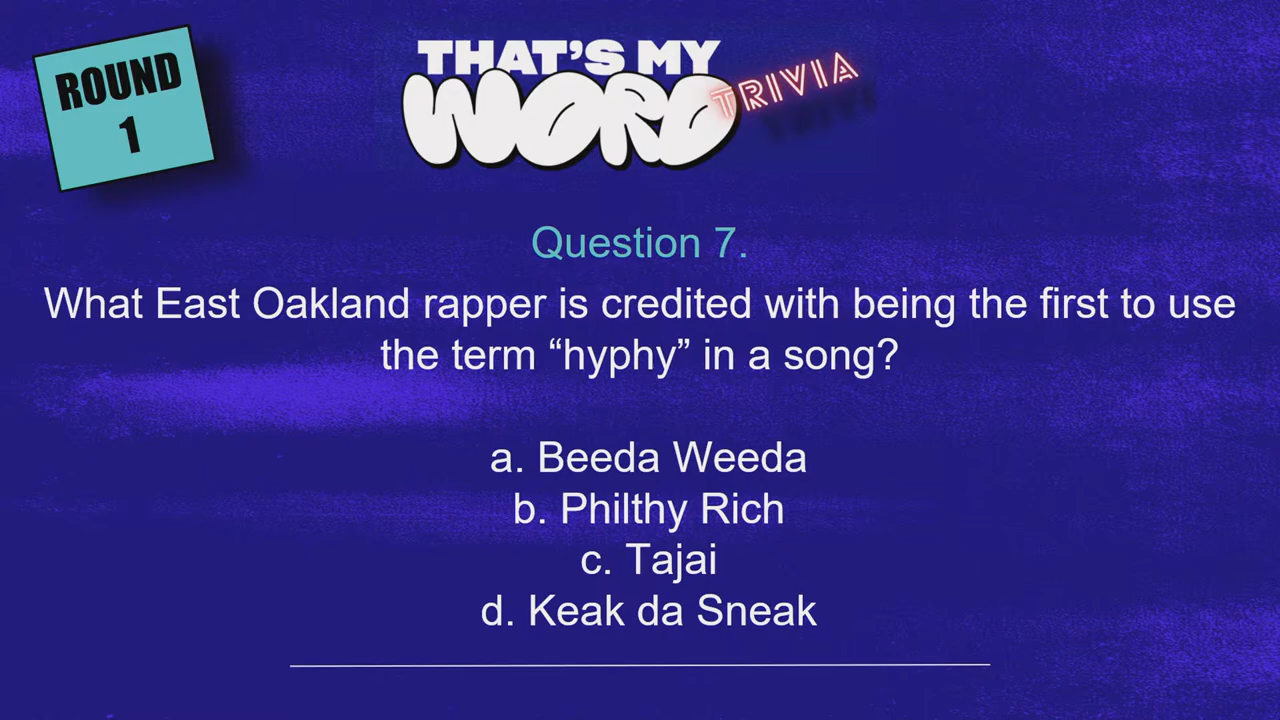 ROUND
1
THAT'S MY
WORD
TRIVIA
Question 7.
What East Oakland rapper is credited with being the first to use
the term “hyphy” in a song?
a. Beeda Weeda
b. Philthy Rich
c. Tajai
d. Keak da Sneak